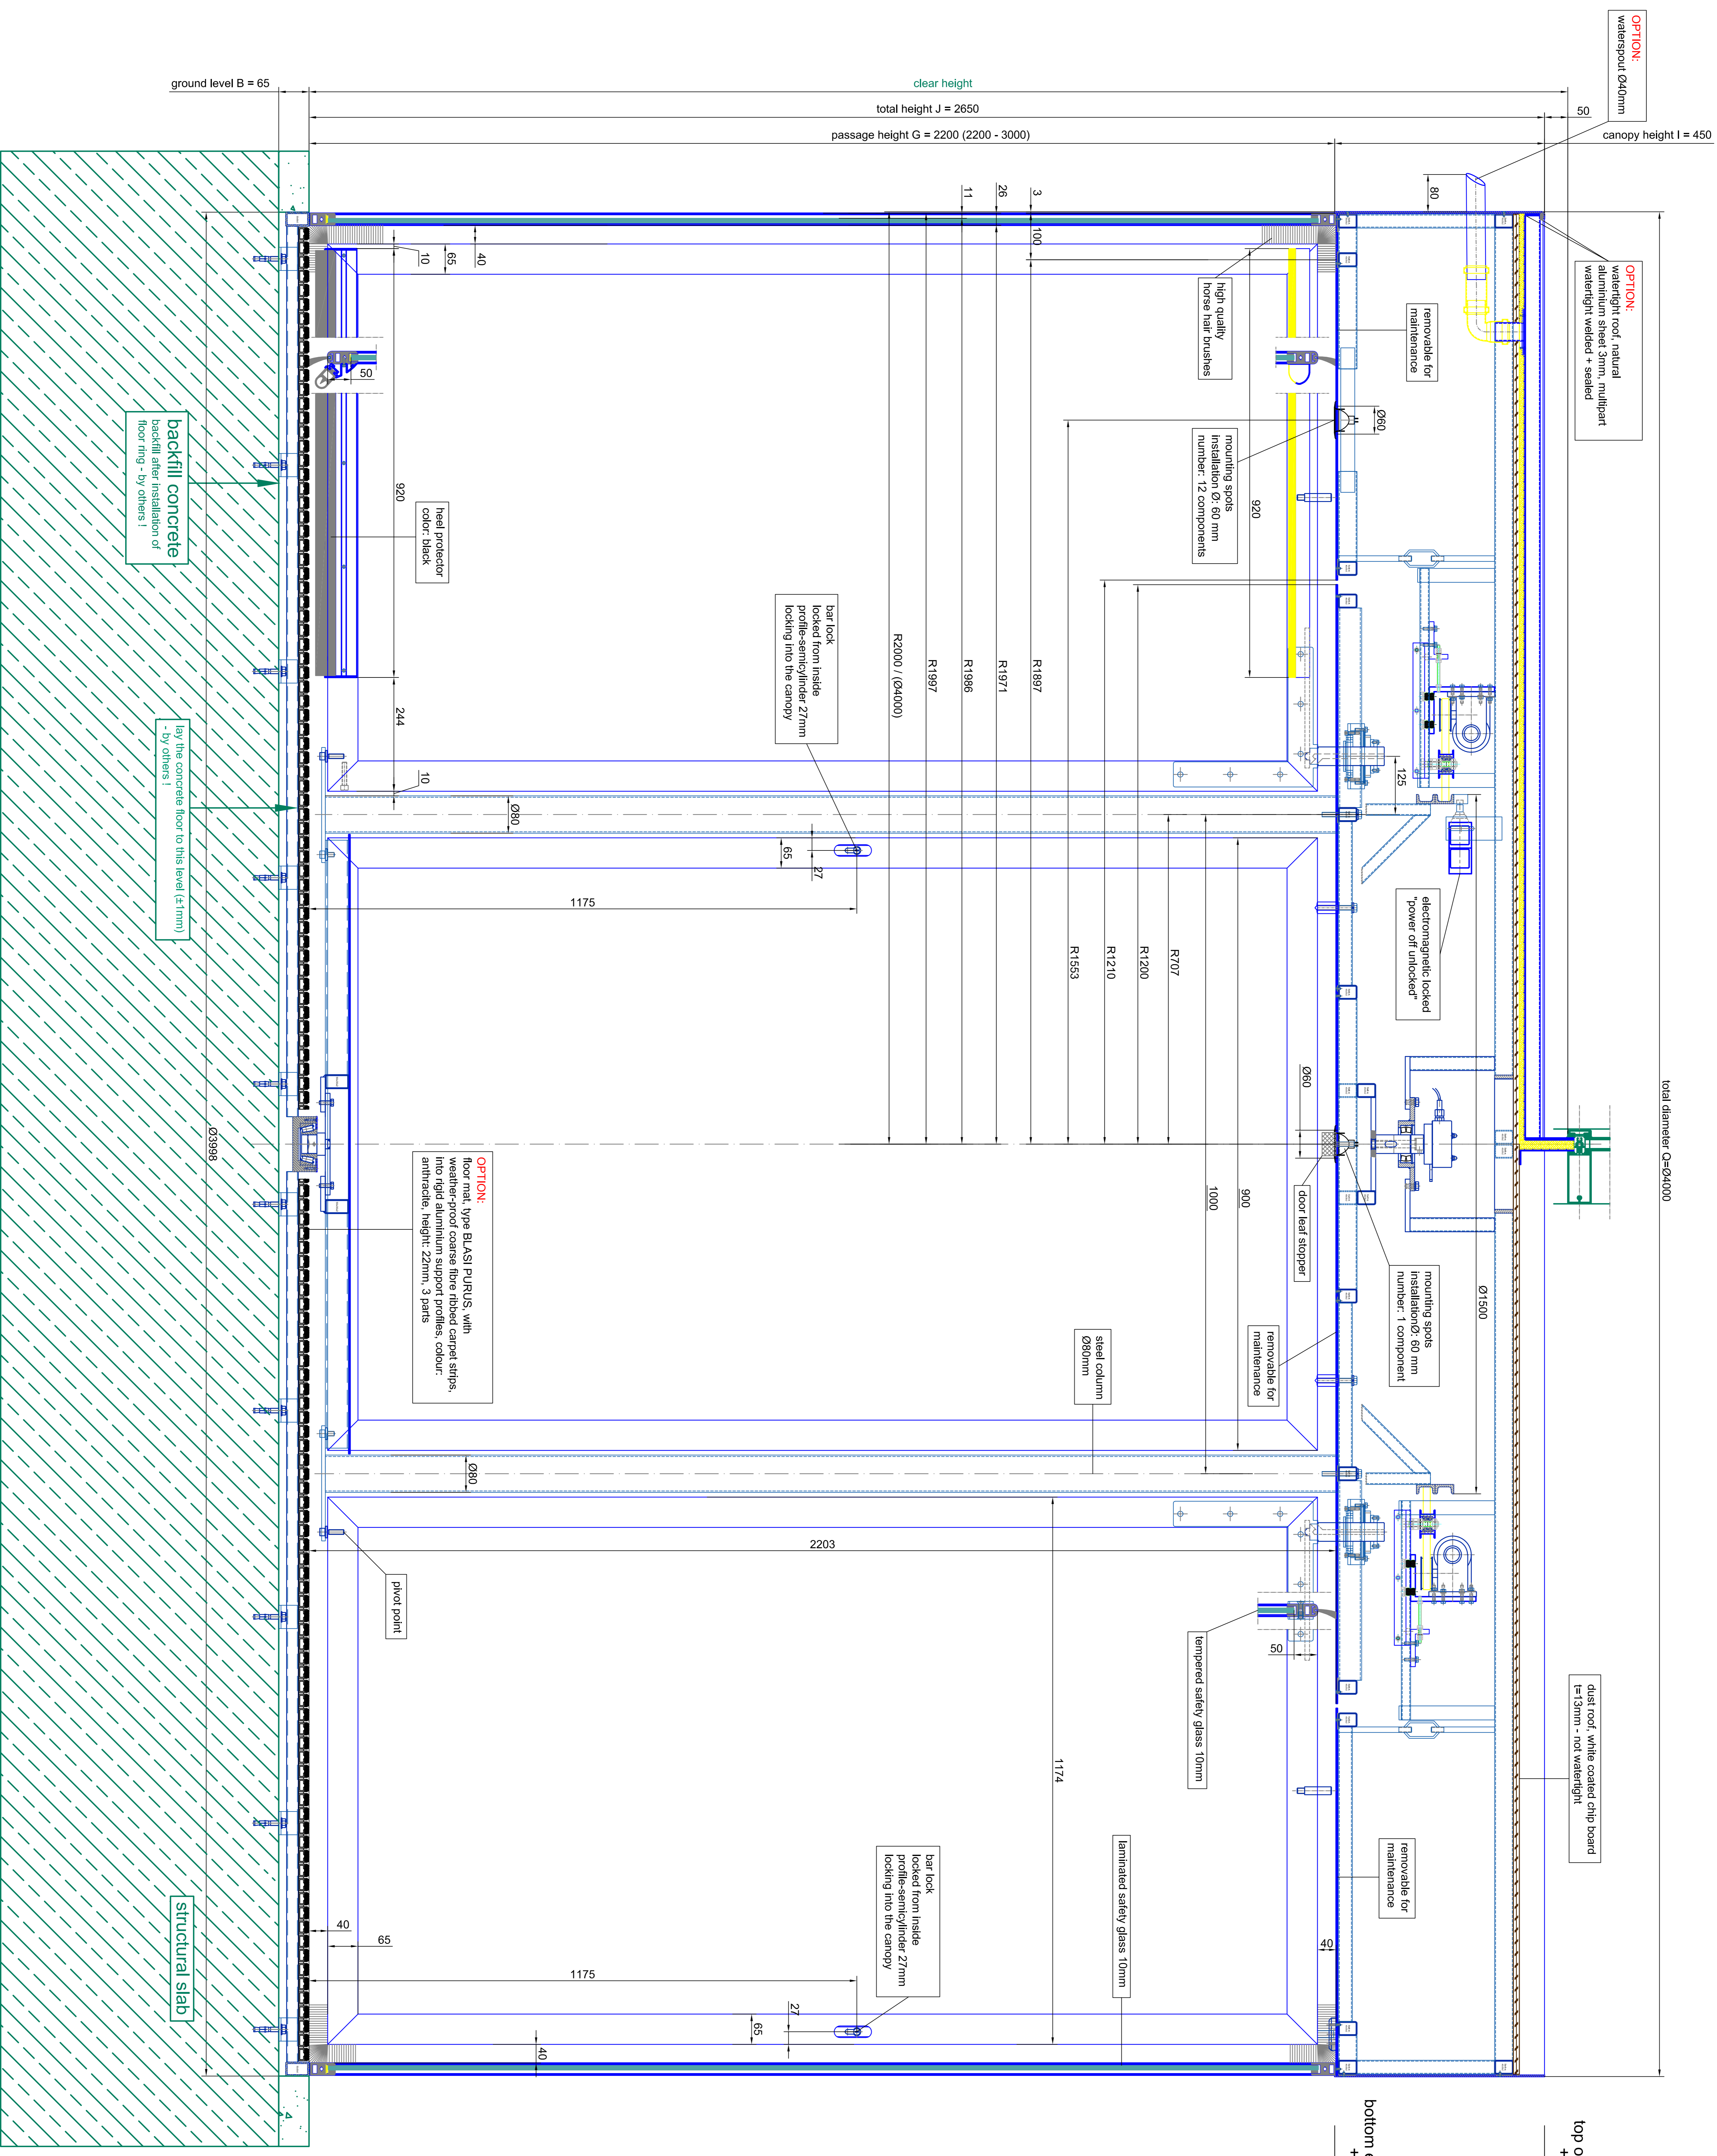 OPTION:
waterspout Ø40mm
ground level B = 65
clear height
total height J = 2650
50
passage height G = 2200 (2200 - 3000)
canopy height I = 450
80
OPTION:
watertight roof, natural
aluminium sheet 3mm, multipart
watertight welded + sealed
total diameter Q=Ø4000
removable for
maintenance
3
26
11
100
10
65
40
high quality
horse hair brushes
50
Ø60
mounting spots
installation Ø: 60 mm
number: 12 components
920
920
heel protector
color: black
backfill concrete
backfill after installation of
floor ring - by others !
lay the concrete floor to this level (±1mm)
- by others !
bar lock
locked from inside
profile-semicylinder 27mm
locking into the canopy
R2000 / (Ø4000)
R1997
R1986
R1971
R1897
R1553
R1210
R1200
R707
244
10
Ø80
125
65
27
1175
electromagnetic locked
"power off unlocked"
Ø3998
OPTION:
floor mat, type BLASI PURUS, with
weather-proof coarse fibre ribbed carpet strips,
into rigid aluminium support profiles, colour:
anthracite, height: 22mm, 3 parts
Ø60
door leaf stopper
1000
900
mounting spots
installationØ: 60 mm
number: 1 component
Ø1500
removable for
maintenance
steel column
Ø80mm
Ø80
pivot point
2203
tempered safety glass 10mm
50
dust roof, white coated chip board
t=13mm - not watertight
1174
laminated safety glass 10mm
removable for
maintenance
bar lock
locked from inside
profile-semicylinder 27mm
locking into the canopy
structural slab
40
65
1175
40
27
65
40
top o
+
bottom e
+